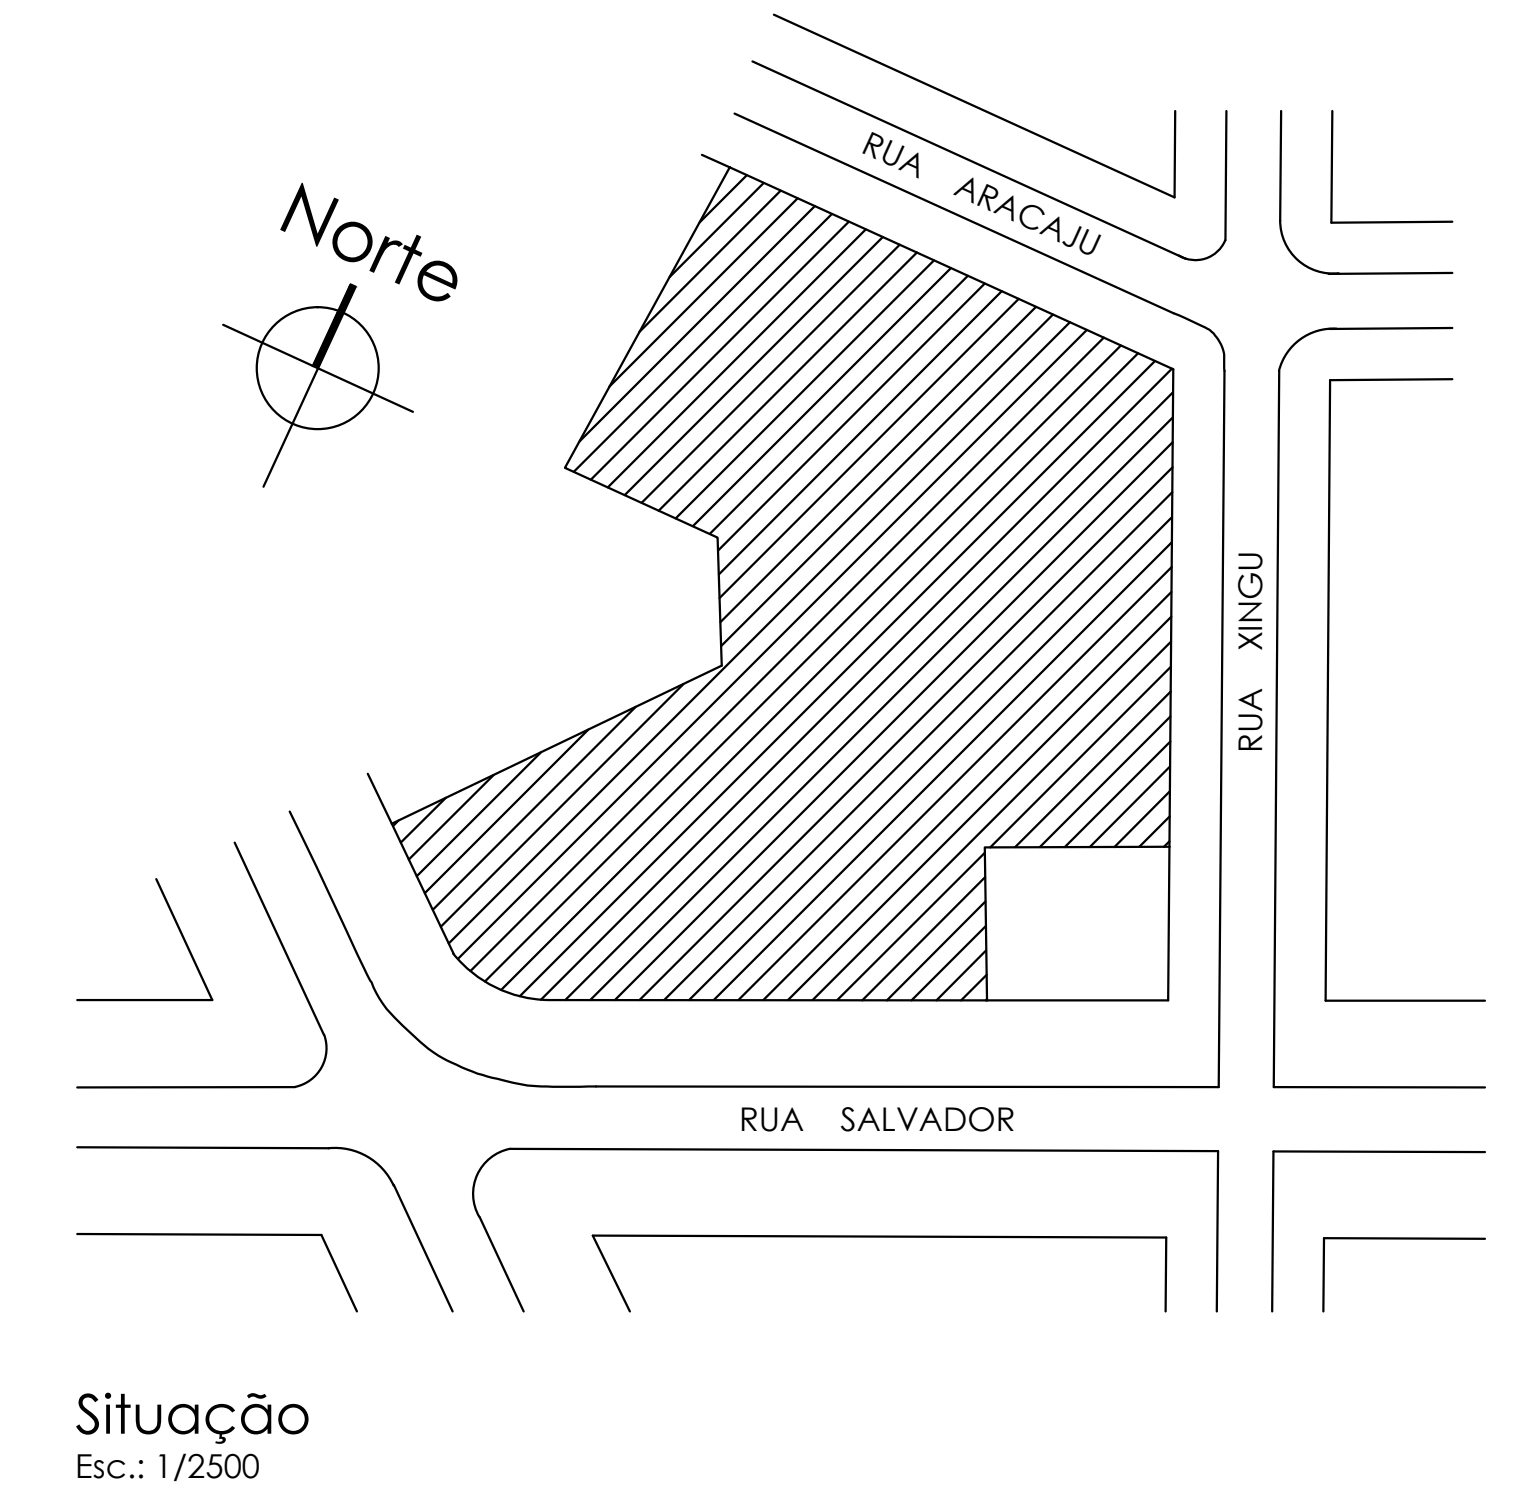 RUA ARACAJU
Norte
RUA XINGU
RUA SALVADOR
Situação
Esc.: 1/2500